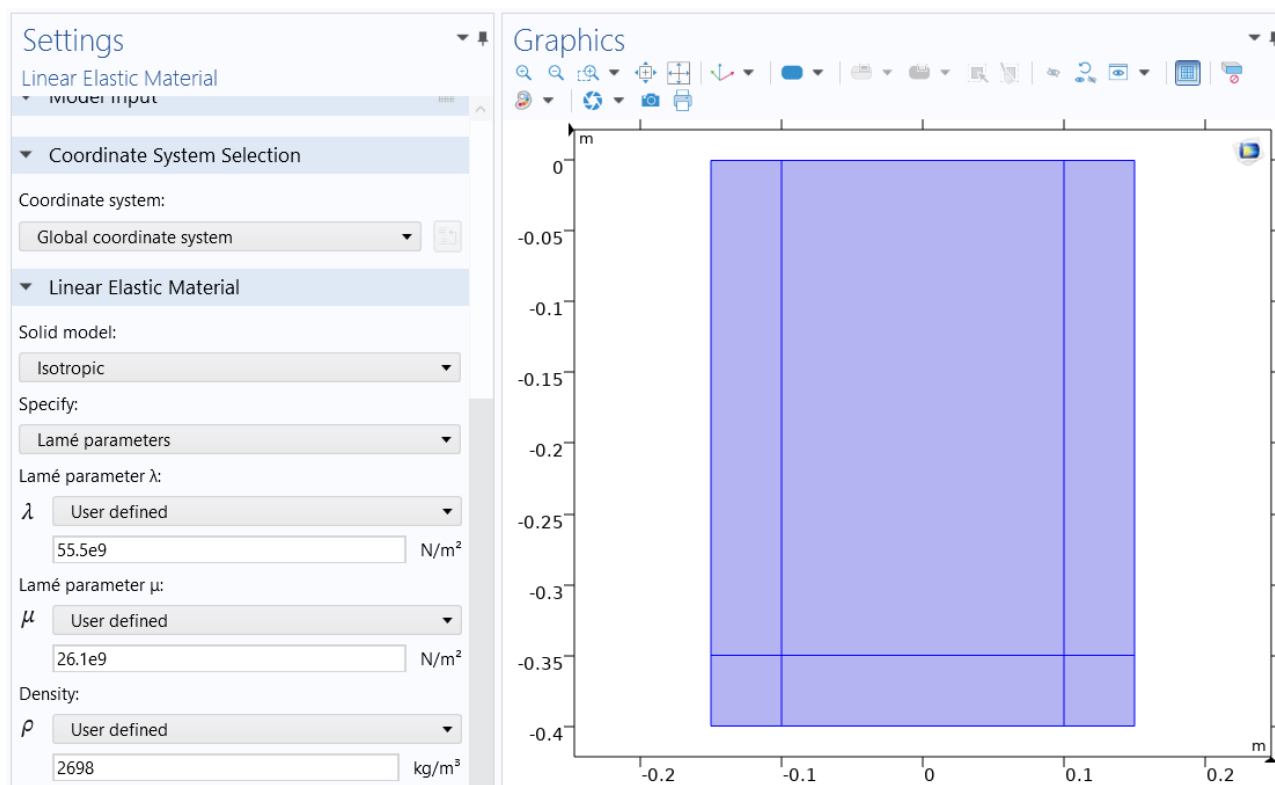 Settings
Linear Elastic Material
Model Input
Coordinate System Selection
Coordinate system:
Global coordinate system
Linear Elastic Material
Solid model:
Isotropic
Specify:
Lamé parameters
Lamé parameter λ:
λ User defined
55.5e9 N/m²
Lamé parameter μ:
μ User defined
26.1e9 N/m²
Density:
ρ User defined
2698 kg/m³
Graphics
m
0
-0.05
-0.1
-0.15
-0.2
-0.25
-0.3
-0.35
-0.4
m
-0.2 -0.1 0 0.1 0.2